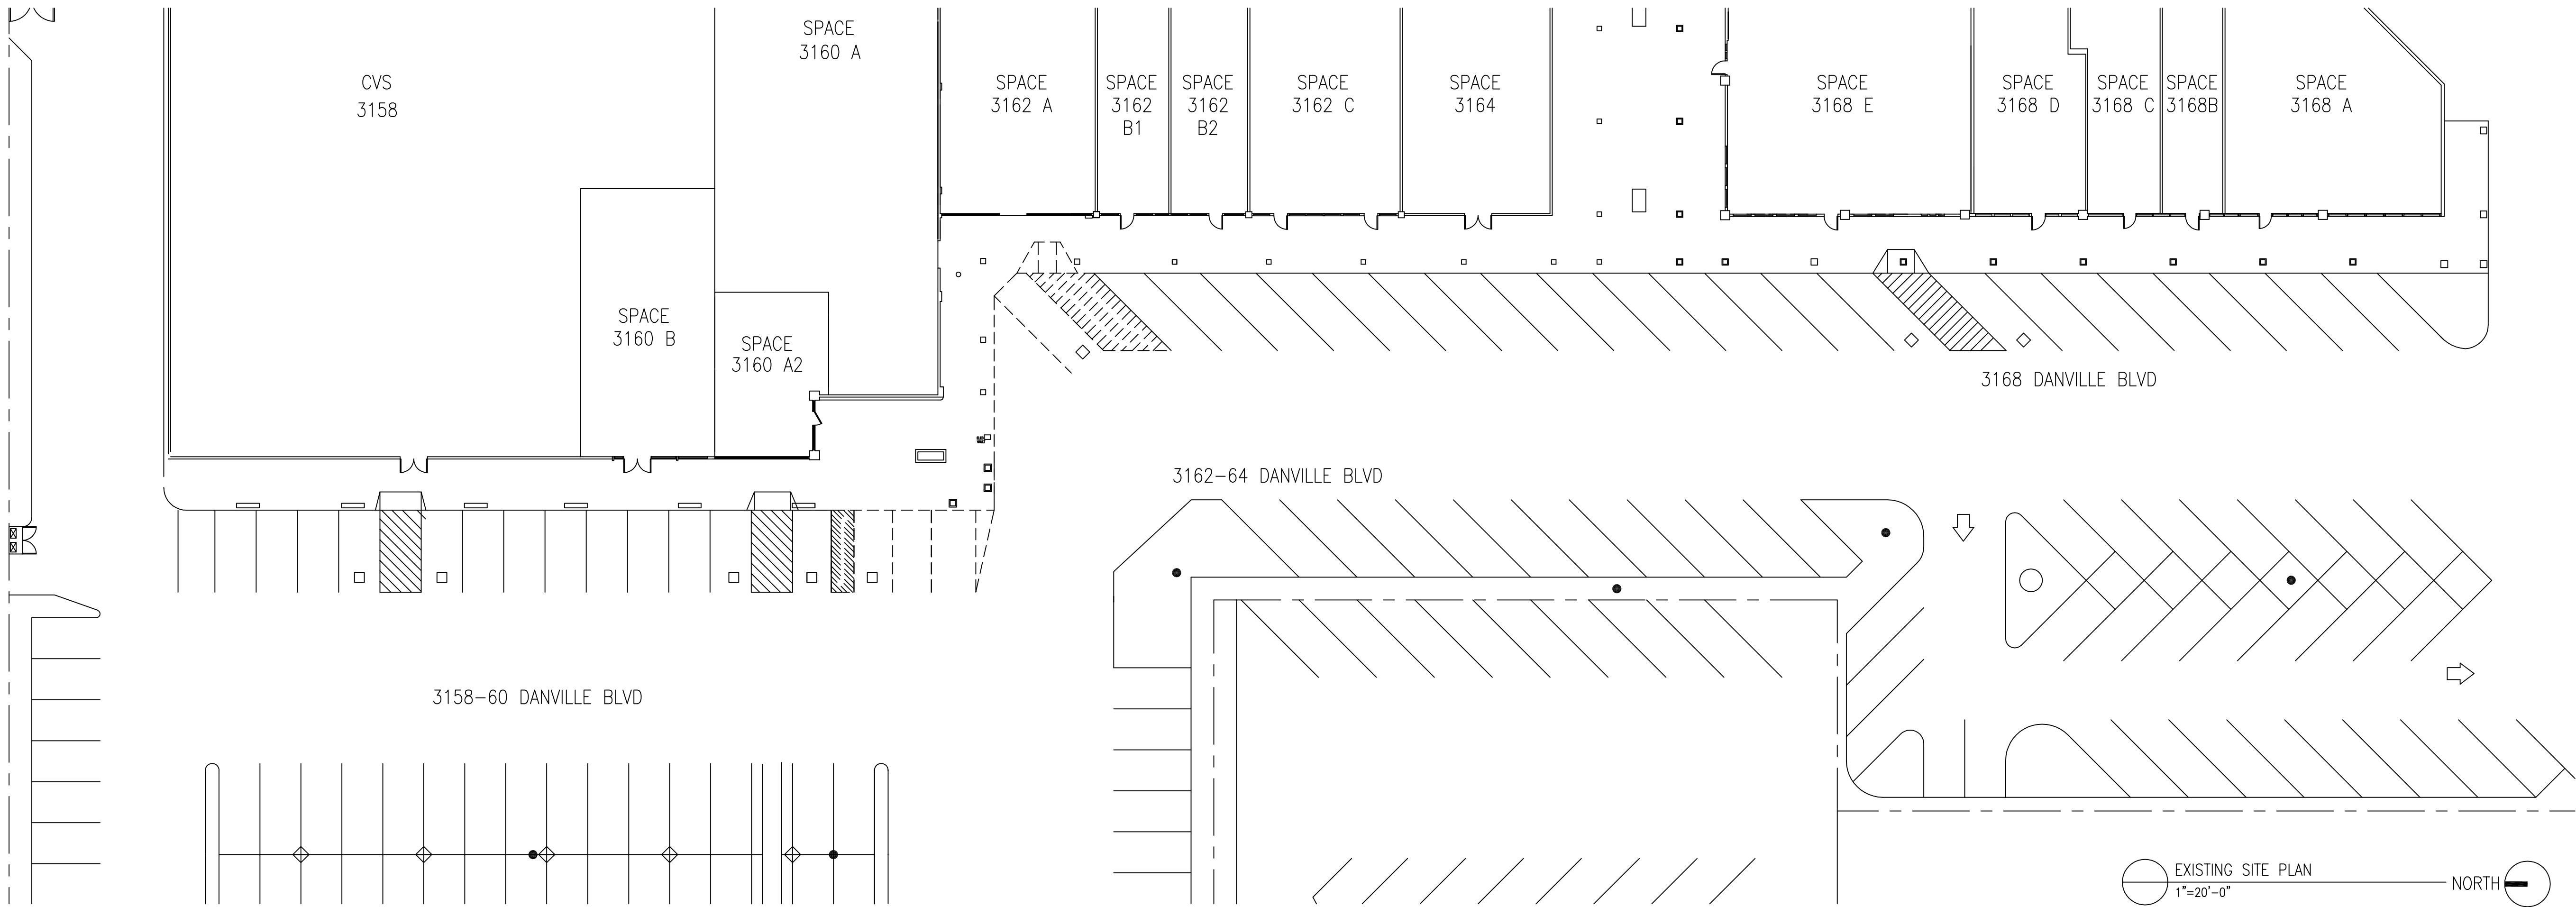 CVS
3158
SPACE
3160 A
SPACE
3160 B
SPACE
3160 A2
SPACE
3162 A
SPACE
3162
B1
SPACE
3162
B2
SPACE
3162 C
SPACE
3164
SPACE
3168 E
SPACE
3168 D
SPACE
3168 C
SPACE
3168B
SPACE
3168 A
3168 DANVILLE BLVD
3162-64 DANVILLE BLVD
3158-60 DANVILLE BLVD
EXISTING SITE PLAN
1"=20'-0"
NORTH